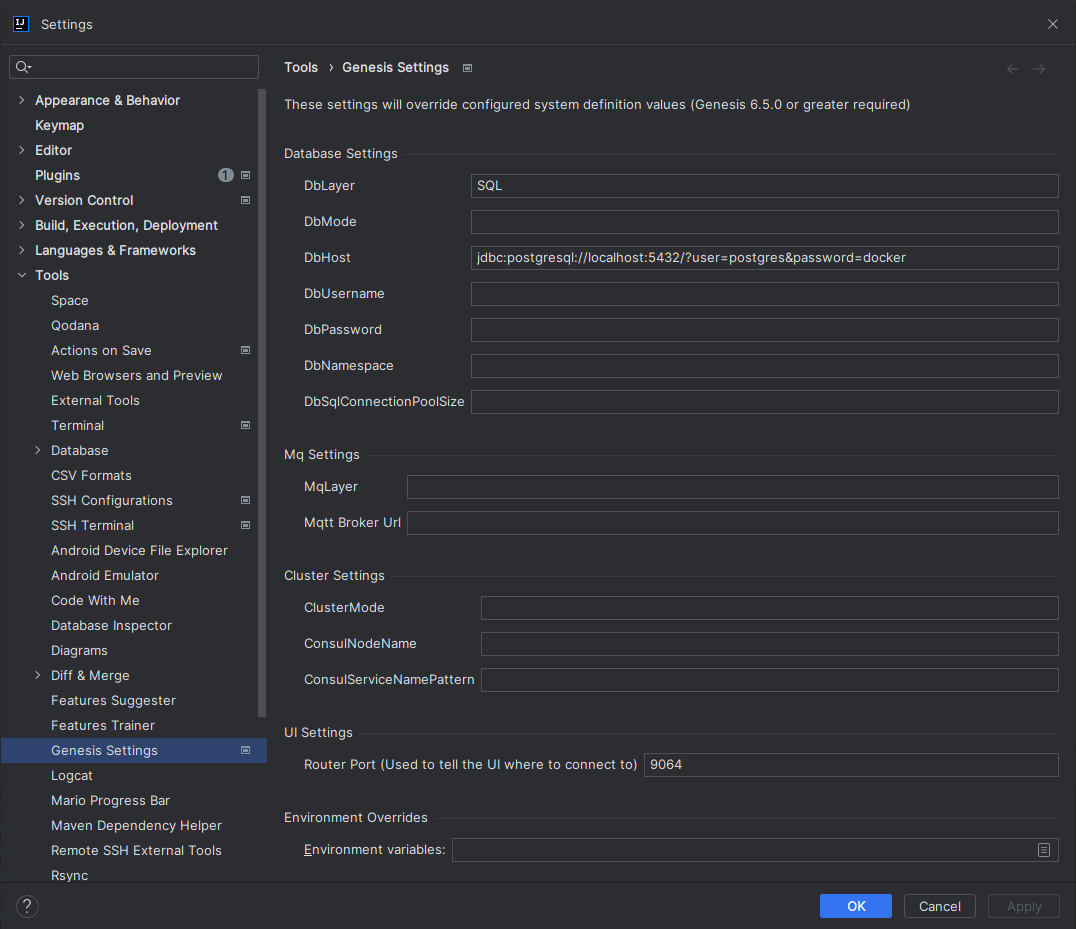 IJ
Settings
Tools › Genesis Settings
These settings will override configured system definition values (Genesis 6.5.0 or greater required)
Appearance & Behavior
Keymap
Editor
Plugins 1
Version Control
Build, Execution, Deployment
Languages & Frameworks
Tools
Space
Qodana
Actions on Save
Web Browsers and Preview
External Tools
Terminal
Database
CSV Formats
SSH Configurations
SSH Terminal
Android Device File Explorer
Android Emulator
Code With Me
Database Inspector
Diagrams
Diff & Merge
Features Suggester
Features Trainer
Genesis Settings
Logcat
Mario Progress Bar
Maven Dependency Helper
Remote SSH External Tools
Rsync
Database Settings
DbLayer SQL
DbMode
DbHost jdbc:postgresql://localhost:5432/?user=postgres&password=docker
DbUsername
DbPassword
DbNamespace
DbSqlConnectionPoolSize
Mq Settings
MqLayer
Mqtt Broker Url
Cluster Settings
ClusterMode
ConsulNodeName
ConsulServiceNamePattern
UI Settings
Router Port (Used to tell the UI where to connect to) 9064
Environment Overrides
Environment variables:
?
OK Cancel Apply